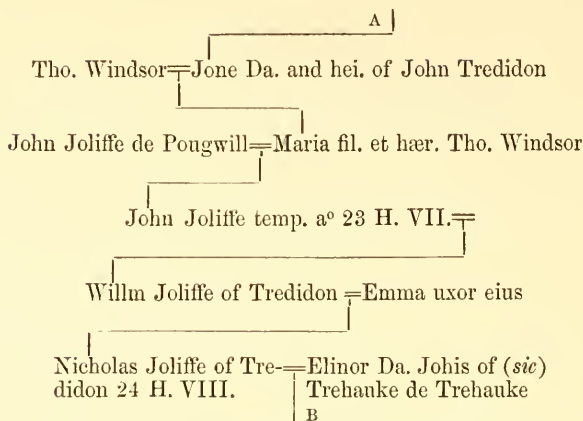 A
Tho. Windsor=Jone Da. and hei. of John Tredidon
John Joliffe de Pougwill=Maria fil. et hær. Tho. Windsor
John Joliffe temp. aº 23 H. VII.=
Willm Joliffe of Tredidon =Emma uxor eius
Nicholas Joliffe of Tre-=Elinor Da. Johis of (sic)
didon 24 H. VIII. Trehauke de Trehauke
B